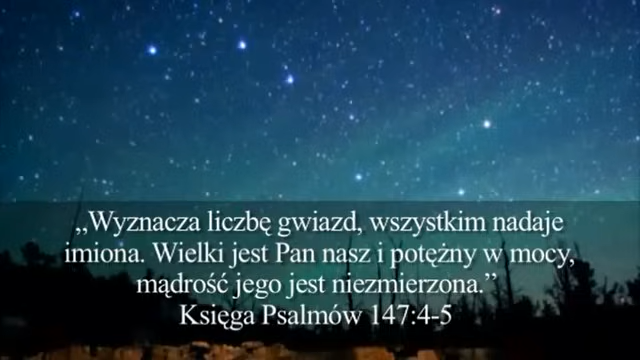 ,,Wyznacza liczbę gwiazd, wszystkim nadaje
imiona. Wielki jest Pan nasz i potężny w mocy,
mądrość jego jest niezmierzona.”
Księga Psalmów 147:4-5